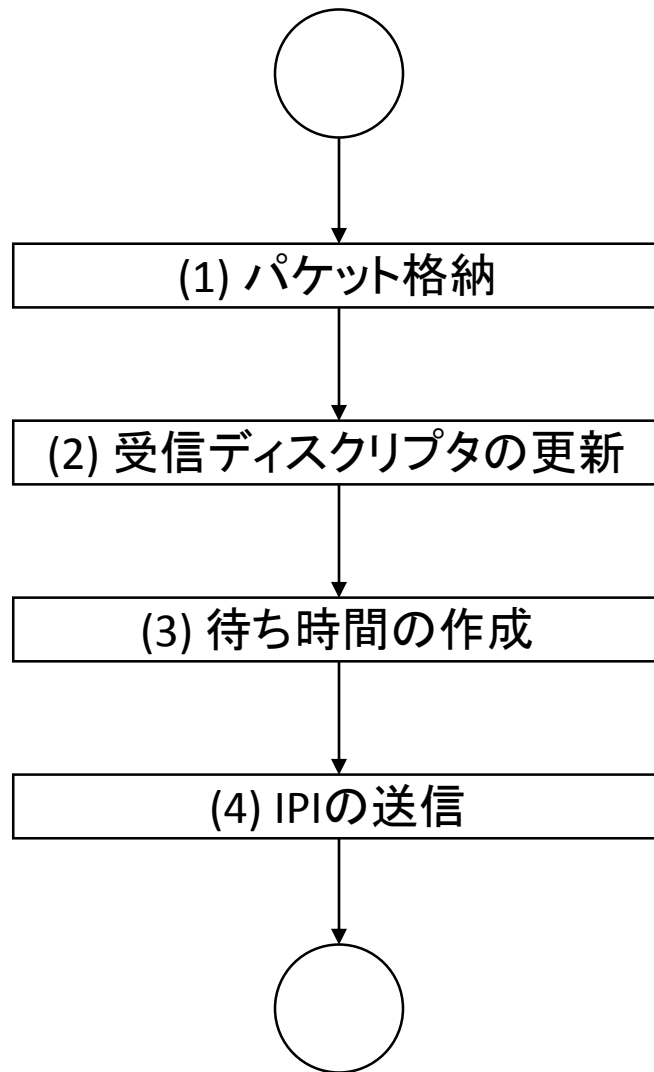 (1) パケット格納
(2) 受信ディスクリプタの更新
(3) 待ち時間の作成
(4) IPIの送信